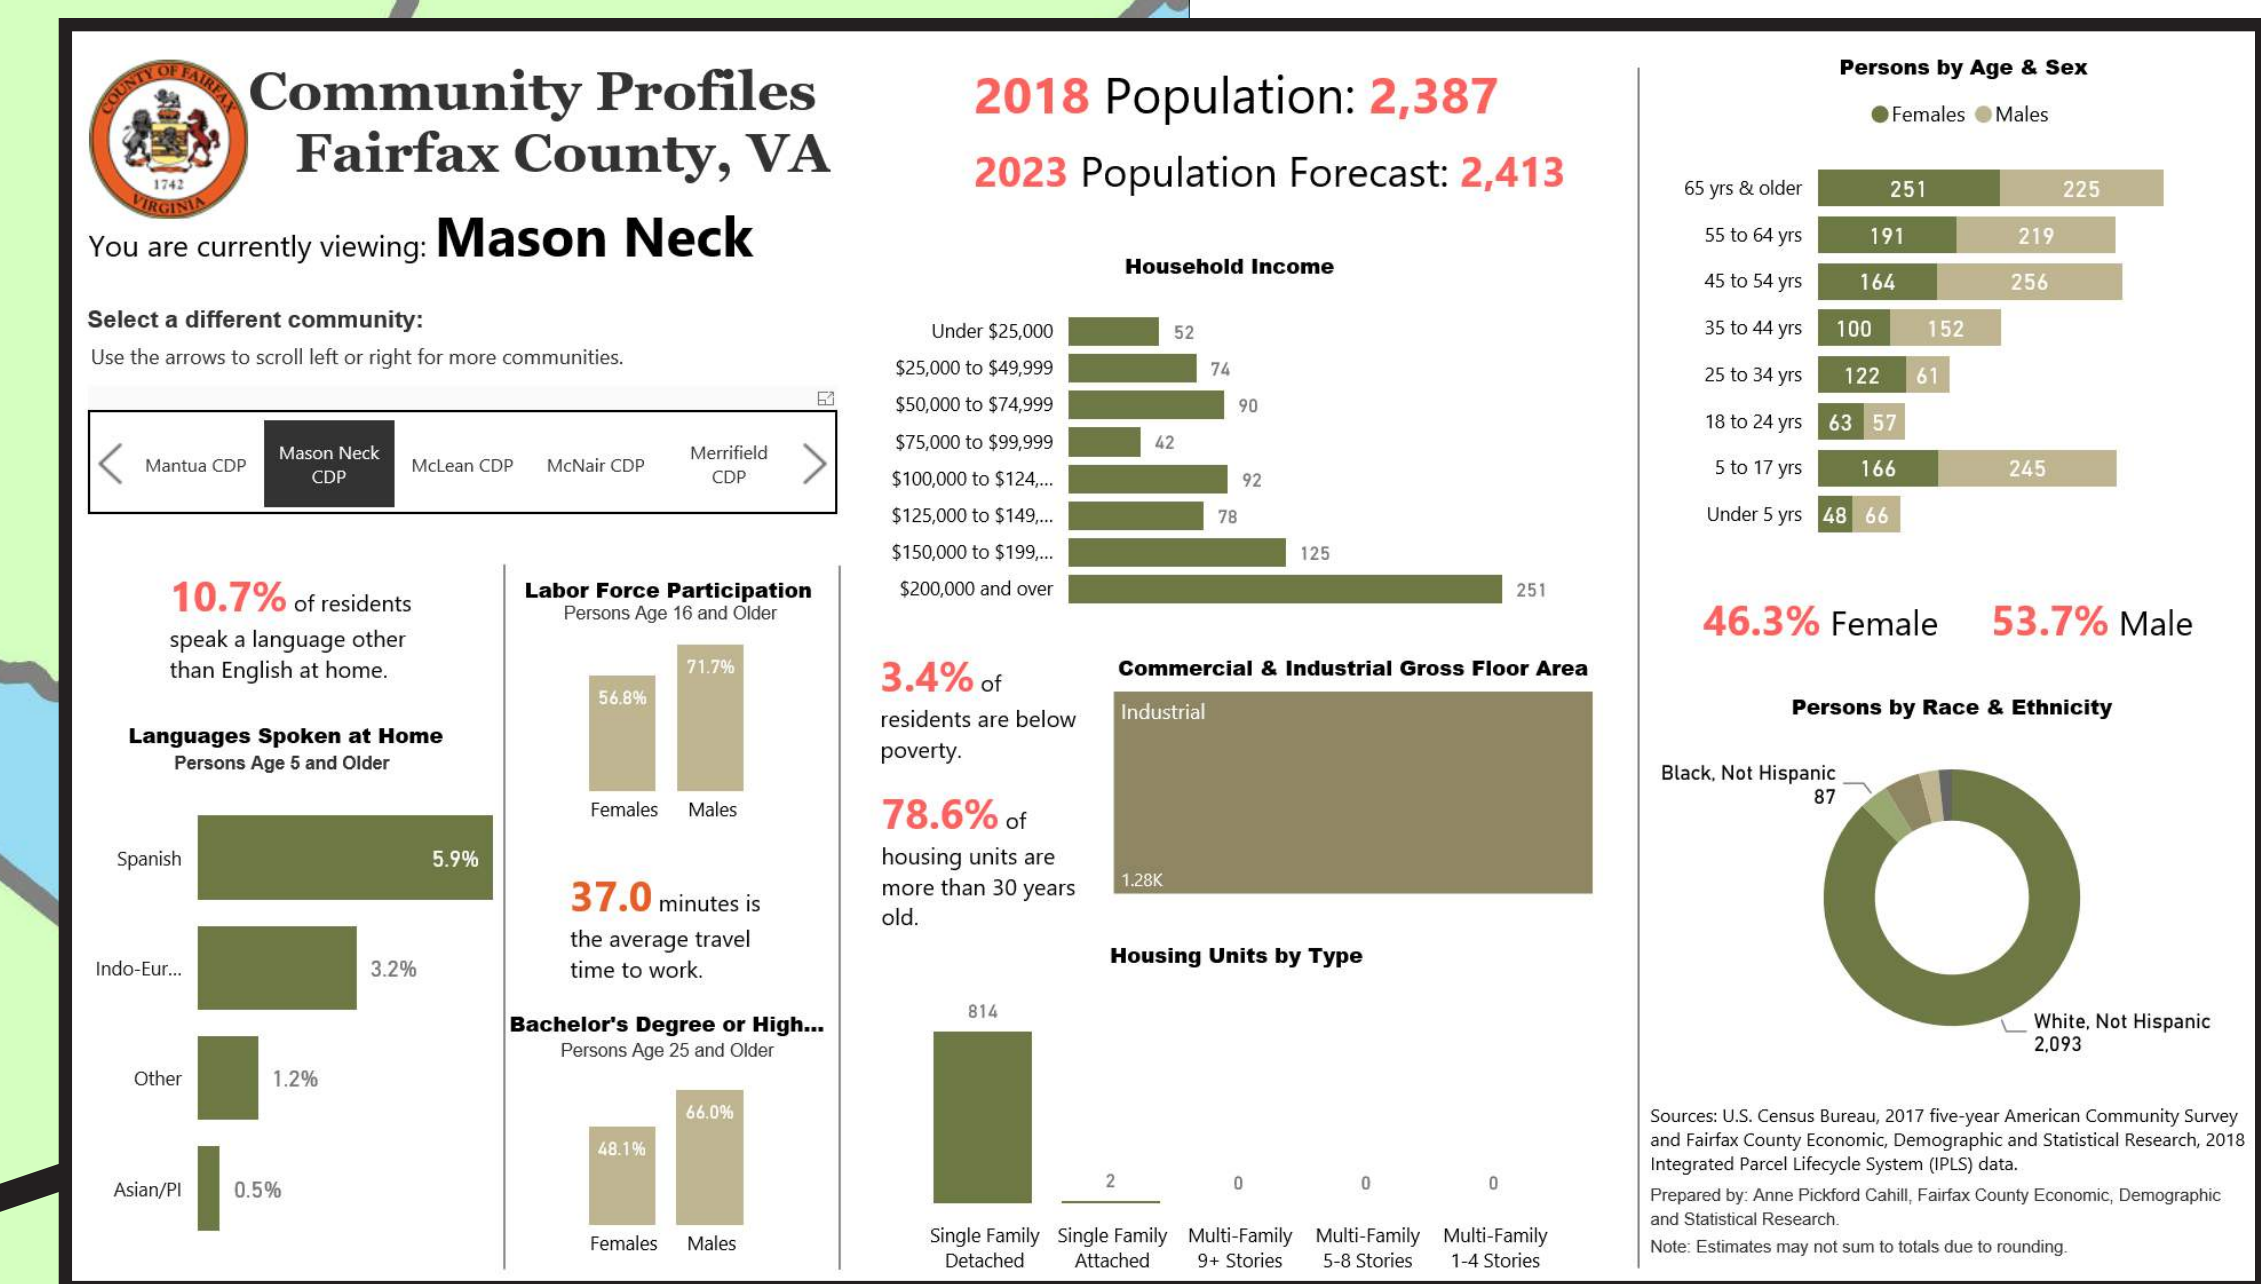 COUNTY OF FAIRFAX
1742
VIRGINIA
Community Profiles
Fairfax County, VA
You are currently viewing: Mason Neck
Select a different community:
Use the arrows to scroll left or right for more communities.
Mantua CDP
Mason Neck
CDP
McLean CDP
McNair CDP
Merrifield
CDP
10.7% of residents
speak a language other
than English at home.
Languages Spoken at Home
Persons Age 5 and Older
Spanish 5.9%
Indo-Eur... 3.2%
Other 1.2%
Asian/PI 0.5%
Labor Force Participation
Persons Age 16 and Older
56.8% 71.7%
Females Males
37.0 minutes is
the average travel
time to work.
Bachelor's Degree or High...
Persons Age 25 and Older
48.1% 66.0%
Females Males
2018 Population: 2,387
2023 Population Forecast: 2,413
Household Income
Under $25,000 52
$25,000 to $49,999 74
$50,000 to $74,999 90
$75,000 to $99,999 42
$100,000 to $124,... 92
$125,000 to $149,... 78
$150,000 to $199,... 125
$200,000 and over 251
3.4% of
residents are below
poverty.
78.6% of
housing units are
more than 30 years
old.
Commercial & Industrial Gross Floor Area
Industrial
1.28K
Housing Units by Type
814 2 0 0 0
Single Family Single Family Multi-Family Multi-Family Multi-Family
Detached Attached 9+ Stories 5-8 Stories 1-4 Stories
Persons by Age & Sex
Females Males
65 yrs & older 251 225
55 to 64 yrs 191 219
45 to 54 yrs 164 256
35 to 44 yrs 100 152
25 to 34 yrs 122 61
18 to 24 yrs 63 57
5 to 17 yrs 166 245
Under 5 yrs 48 66
46.3% Female 53.7% Male
Persons by Race & Ethnicity
Black, Not Hispanic
87
White, Not Hispanic
2,093
Sources: U.S. Census Bureau, 2017 five-year American Community Survey
and Fairfax County Economic, Demographic and Statistical Research, 2018
Integrated Parcel Lifecycle System (IPLS) data.
Prepared by: Anne Pickford Cahill, Fairfax County Economic, Demographic
and Statistical Research.
Note: Estimates may not sum to totals due to rounding.